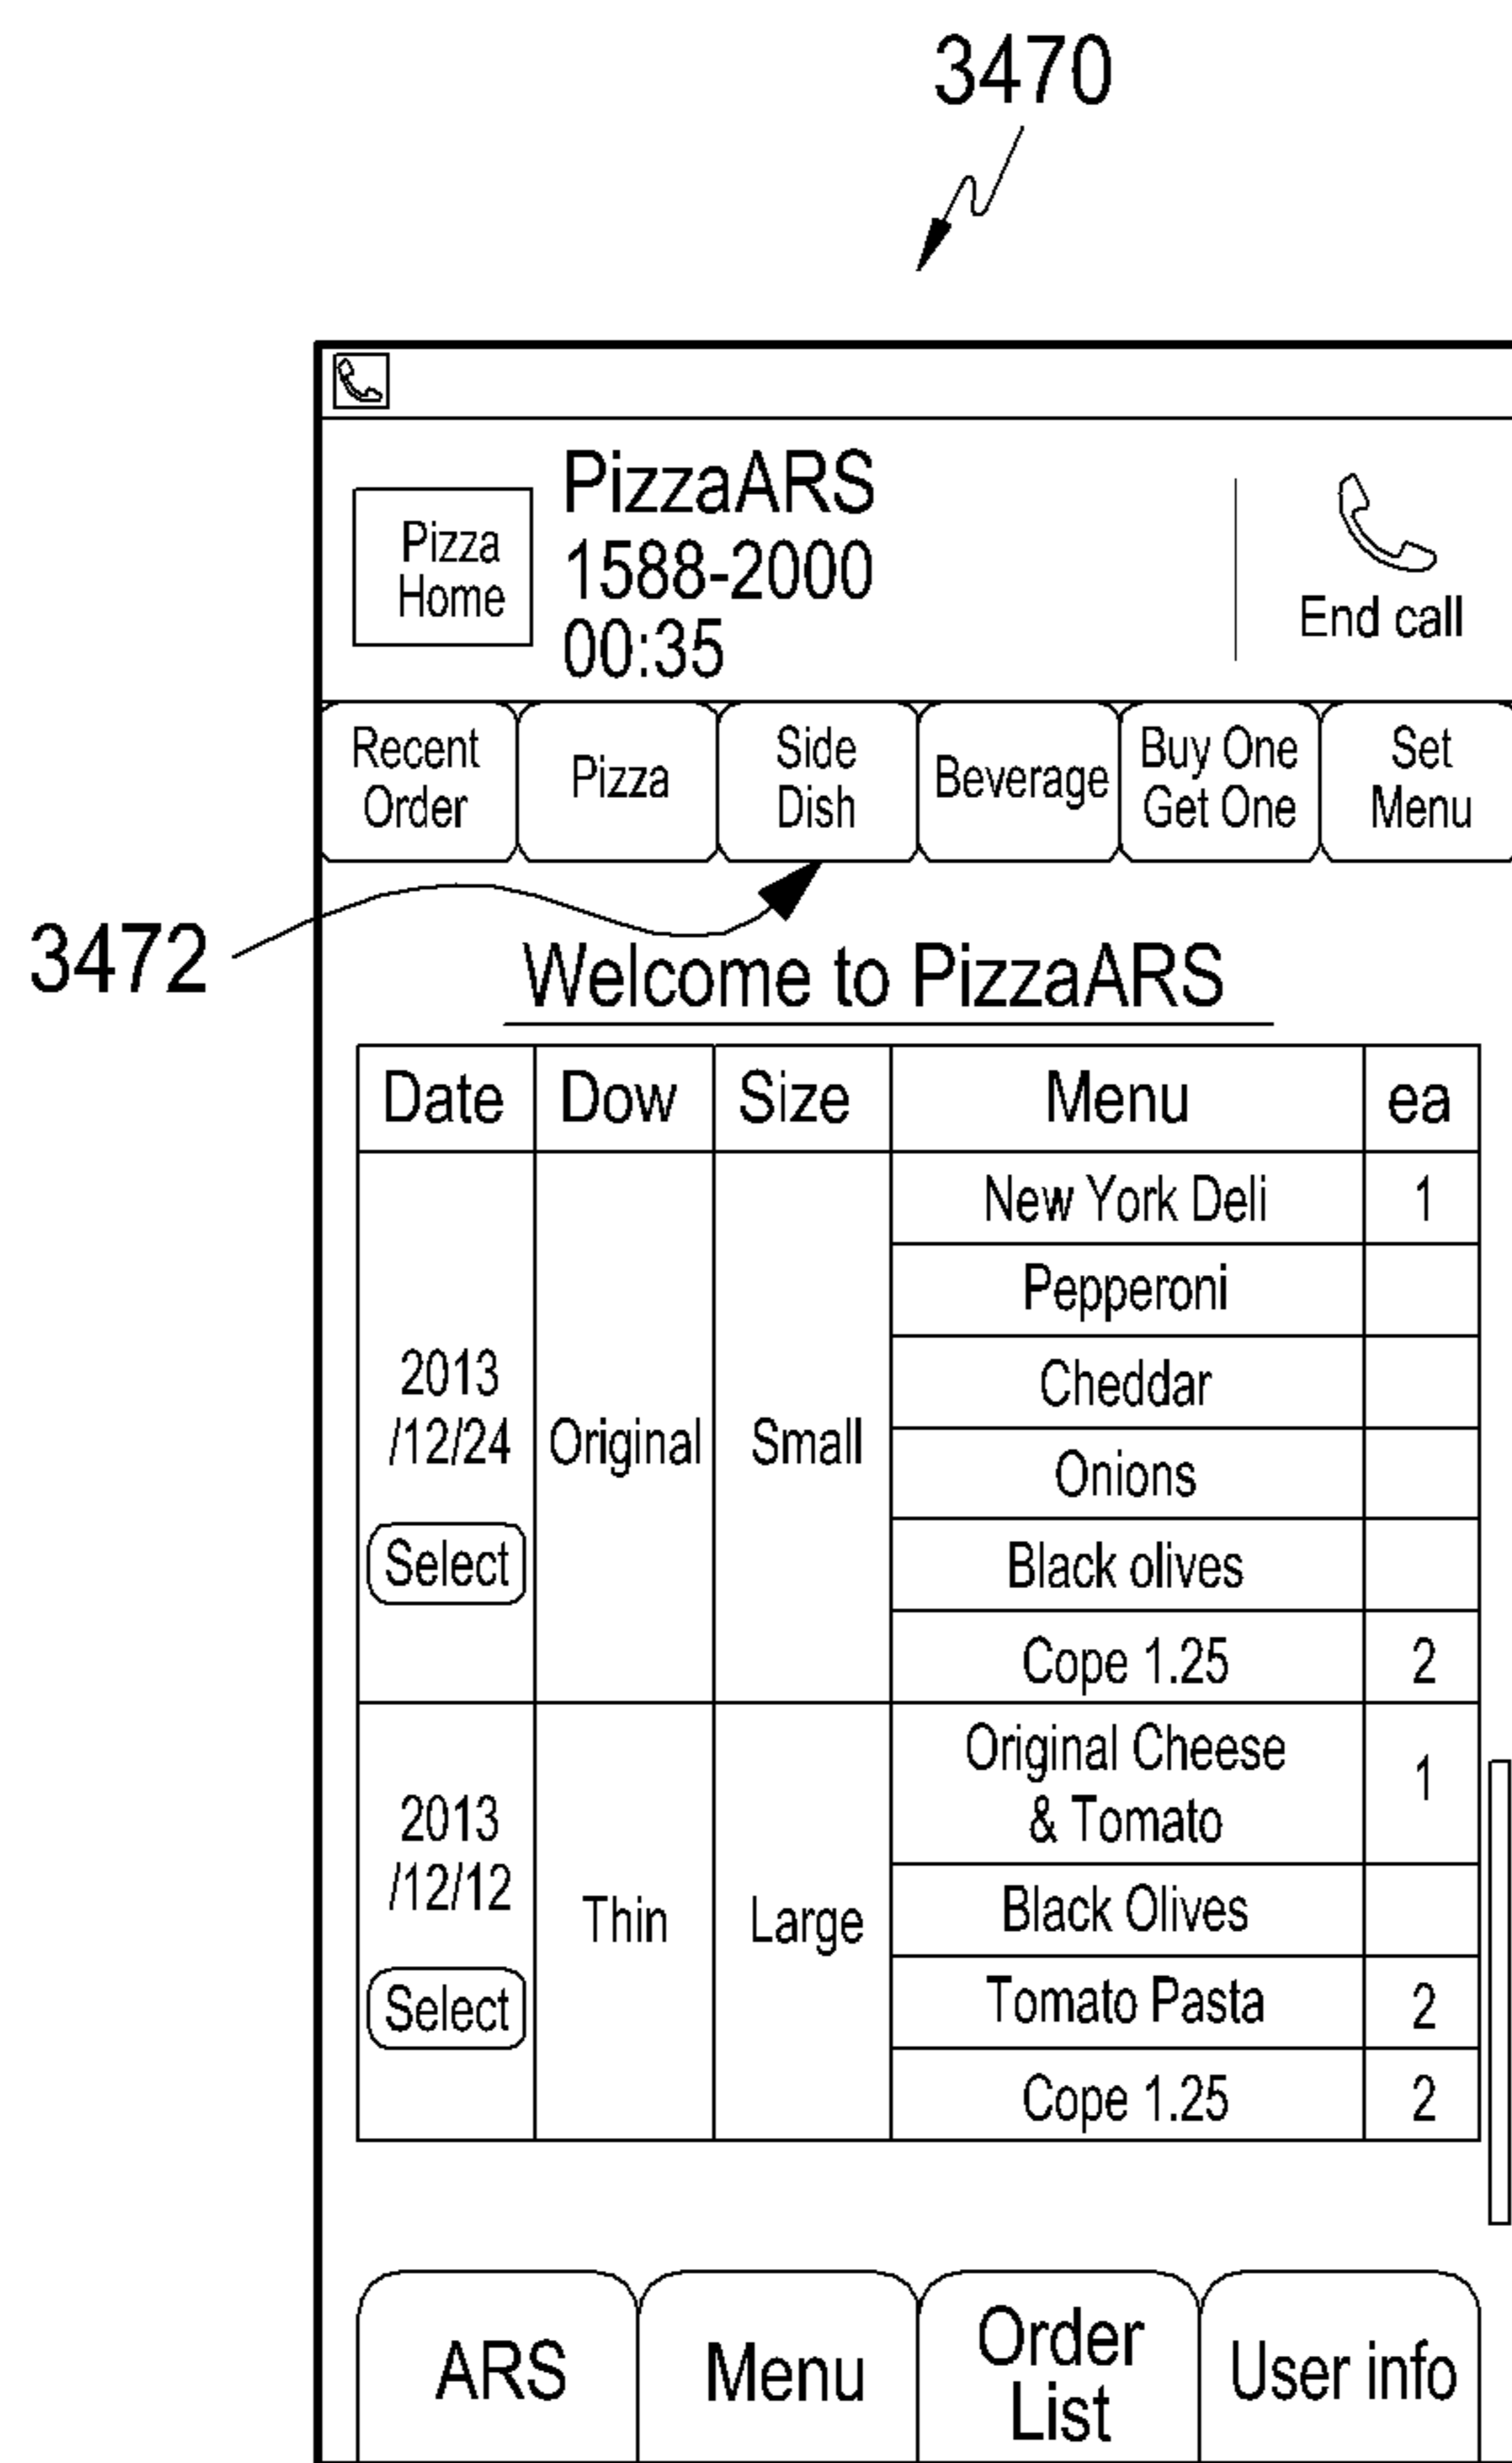 3470
Pizza
Home
PizzaARS
1588-2000
00:35
End call
Recent
Order
Pizza
Side
Dish
Beverage
Buy One
Get One
Set
Menu
3472
Welcome to PizzaARS
Date Dow Size Menu ea
2013
/12/24
Select
Original
Small
New York Deli 1
Pepperoni
Cheddar
Onions
Black olives
Cope 1.25 2
2013
/12/12
Select
Thin
Large
Original Cheese
& Tomato
1
Black Olives
Tomato Pasta 2
Cope 1.25 2
ARS
Menu
Order
List
User info